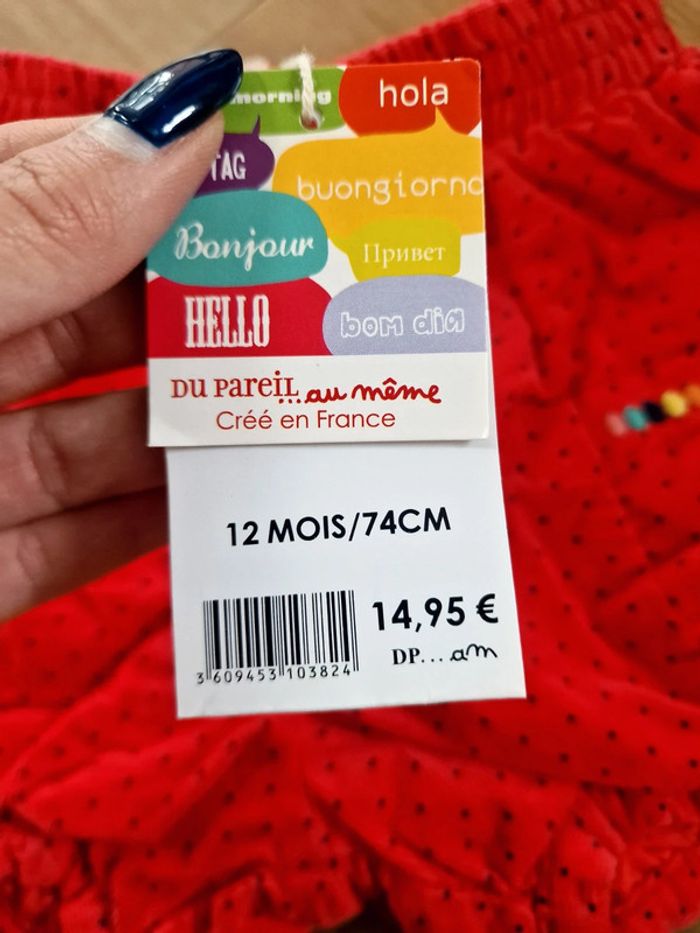 morning
hola
TAG
buongiorno
Bonjour
Привет
HELLO
bom dia
DU PAREIL...au même
Créé en France
12 MOIS/74CM
14,95 €
3 609453 103824
DP...am